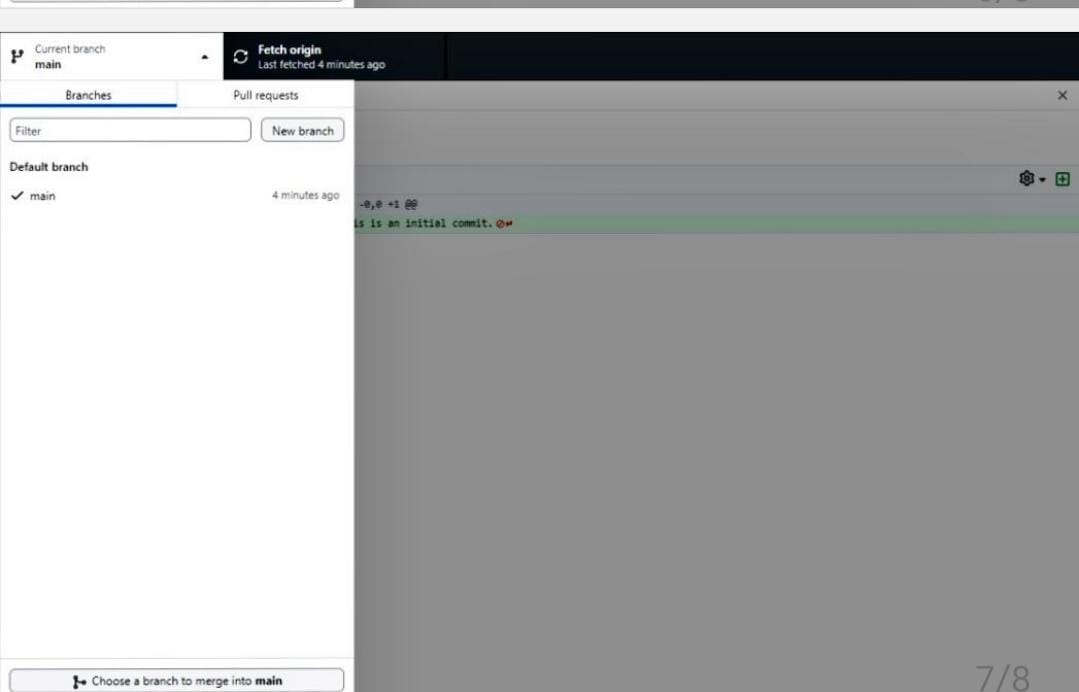 Current branch
main
Fetch origin
Last fetched 4 minutes ago
Branches
Pull requests
Filter
New branch
Default branch
main
4 minutes ago
-0,0 +1 @@
is is an initial commit.
Choose a branch to merge into main
7/8